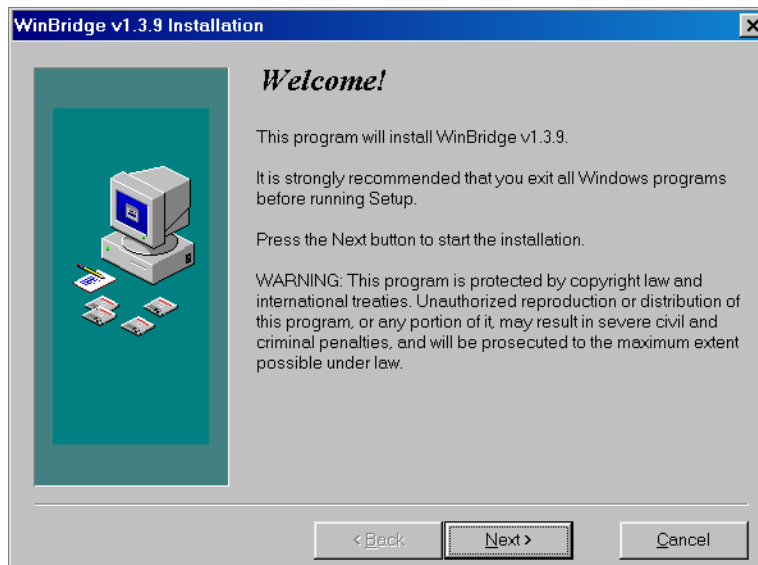 WinBridge v1.3.9 Installation
Welcome!
This program will install WinBridge v1.3.9.
It is strongly recommended that you exit all Windows programs
before running Setup.
Press the Next button to start the installation.
WARNING: This program is protected by copyright law and
international treaties. Unauthorized reproduction or distribution of
this program, or any portion of it, may result in severe civil and
criminal penalties, and will be prosecuted to the maximum extent
possible under law.
< Back
Next >
Cancel